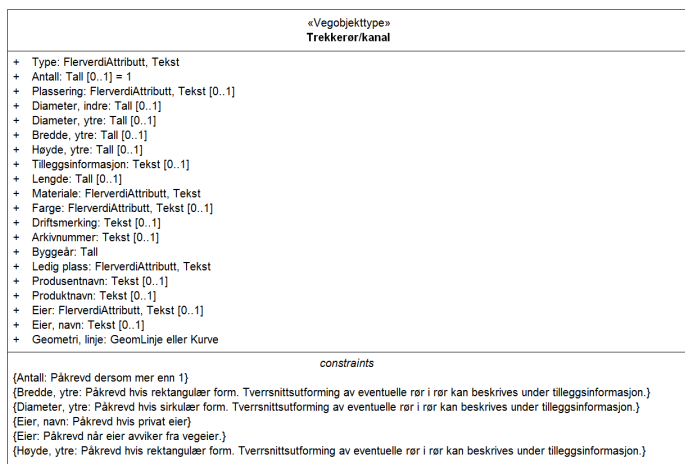 «Vegobjekttype»
Trekkerør/kanal
+ Type: FlerverdiAttributt, Tekst
+ Antall: Tall [0..1] = 1
+ Plassering: FlerverdiAttributt, Tekst [0..1]
+ Diameter, indre: Tall [0..1]
+ Diameter, ytre: Tall [0..1]
+ Bredde, ytre: Tall [0..1]
+ Høyde, ytre: Tall [0..1]
+ Tilleggsinformasjon: Tekst [0..1]
+ Lengde: Tall [0..1]
+ Materiale: FlerverdiAttributt, Tekst
+ Farge: FlerverdiAttributt, Tekst [0..1]
+ Driftsmerking: Tekst [0..1]
+ Arkivnummer: Tekst [0..1]
+ Byggeår: Tall
+ Ledig plass: FlerverdiAttributt, Tekst
+ Produsentnavn: Tekst [0..1]
+ Produktnavn: Tekst [0..1]
+ Eier: FlerverdiAttributt, Tekst [0..1]
+ Eier, navn: Tekst [0..1]
+ Geometri, linje: GeomLinje eller Kurve
constraints
{Antall: Påkrevd dersom mer enn 1}
{Bredde, ytre: Påkrevd hvis rektangulær form. Tverrsnittsutforming av eventuelle rør i rør kan beskrives under tilleggsinformasjon.}
{Diameter, ytre: Påkrevd hvis sirkulær form. Tverrsnittsutforming av eventuelle rør i rør kan beskrives under tilleggsinformasjon.}
{Eier, navn: Påkrevd hvis privat eier}
{Eier: Påkrevd når eier avviker fra vegeier.}
{Høyde, ytre: Påkrevd hvis rektangulær form. Tverrsnittsutforming av eventuelle rør i rør kan beskrives under tilleggsinformasjon.}